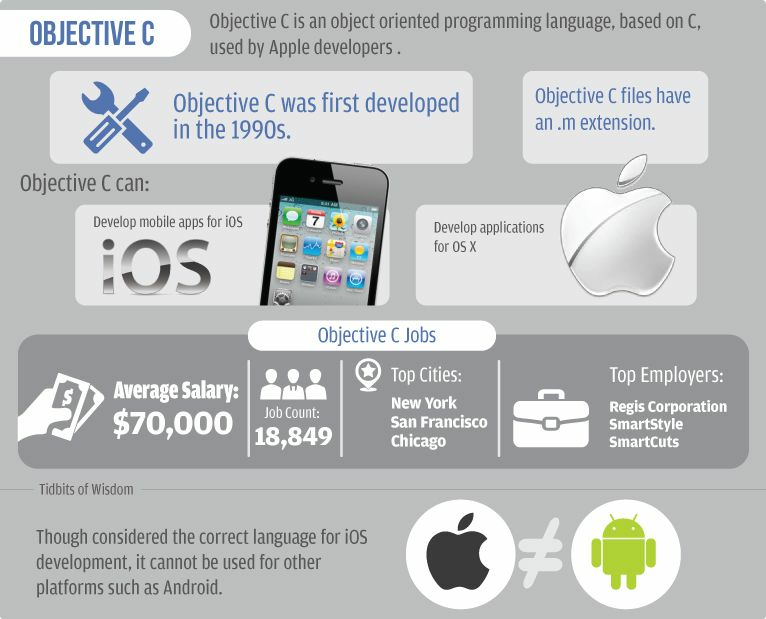 OBJECTIVE C
Objective C is an object oriented programming language, based on C,
used by Apple developers .
Objective C was first developed
in the 1990s.
Objective C files have
an .m extension.
Objective C can:
Develop mobile apps for iOS
iOS
7
Develop applications
for OS X
Objective C Jobs
Average Salary:
$70,000
Job Count:
18,849
Top Cities:
New York
San Francisco
Chicago
Top Employers:
Regis Corporation
SmartStyle
SmartCuts
Tidbits of Wisdom
Though considered the correct language for iOS
development, it cannot be used for other
platforms such as Android.
≠